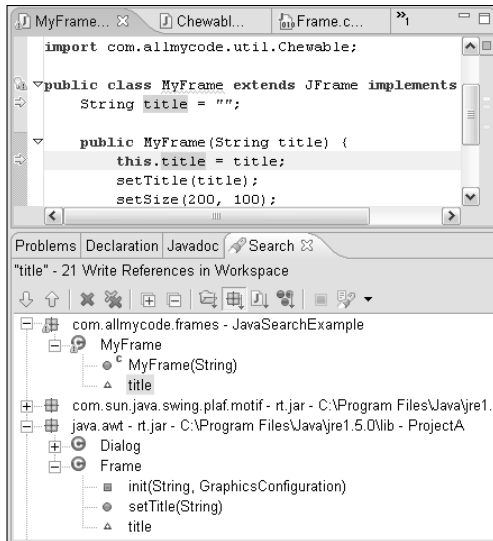 MyFrame... Chewabl... Frame.c... »1
import com.allmycode.util.Chewable;
public class MyFrame extends JFrame implements
String title = "";
public MyFrame(String title) {
this.title = title;
setTitle(title);
setSize(200, 100);
Problems Declaration Javadoc Search
"title" - 21 Write References in Workspace
com.allmycode.frames - JavaSearchExample
MyFrame
MyFrame(String)
title
com.sun.java.swing.plaf.motif - rt.jar - C:\Program Files\Java\jre1.
java.awt - rt.jar - C:\Program Files\Java\jre1.5.0\lib - ProjectA
Dialog
Frame
init(String, GraphicsConfiguration)
setTitle(String)
title